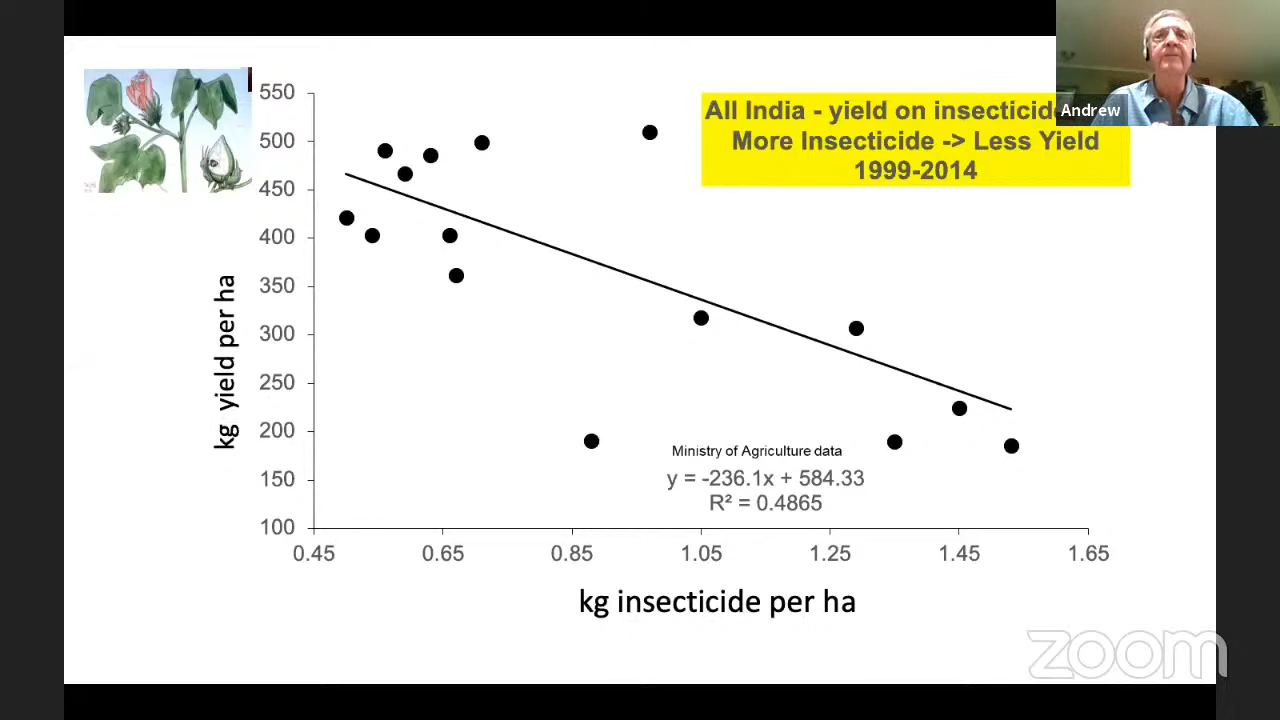 All India - yield on insecticide
More Insecticide -> Less Yield
1999-2014
Andrew
550
500
450
400
350
300
250
200
150
100
kg yield per ha
Ministry of Agriculture data
y = -236.1x + 584.33
R² = 0.4865
0.45 0.65 0.85 1.05 1.25 1.45 1.65
kg insecticide per ha
zoom